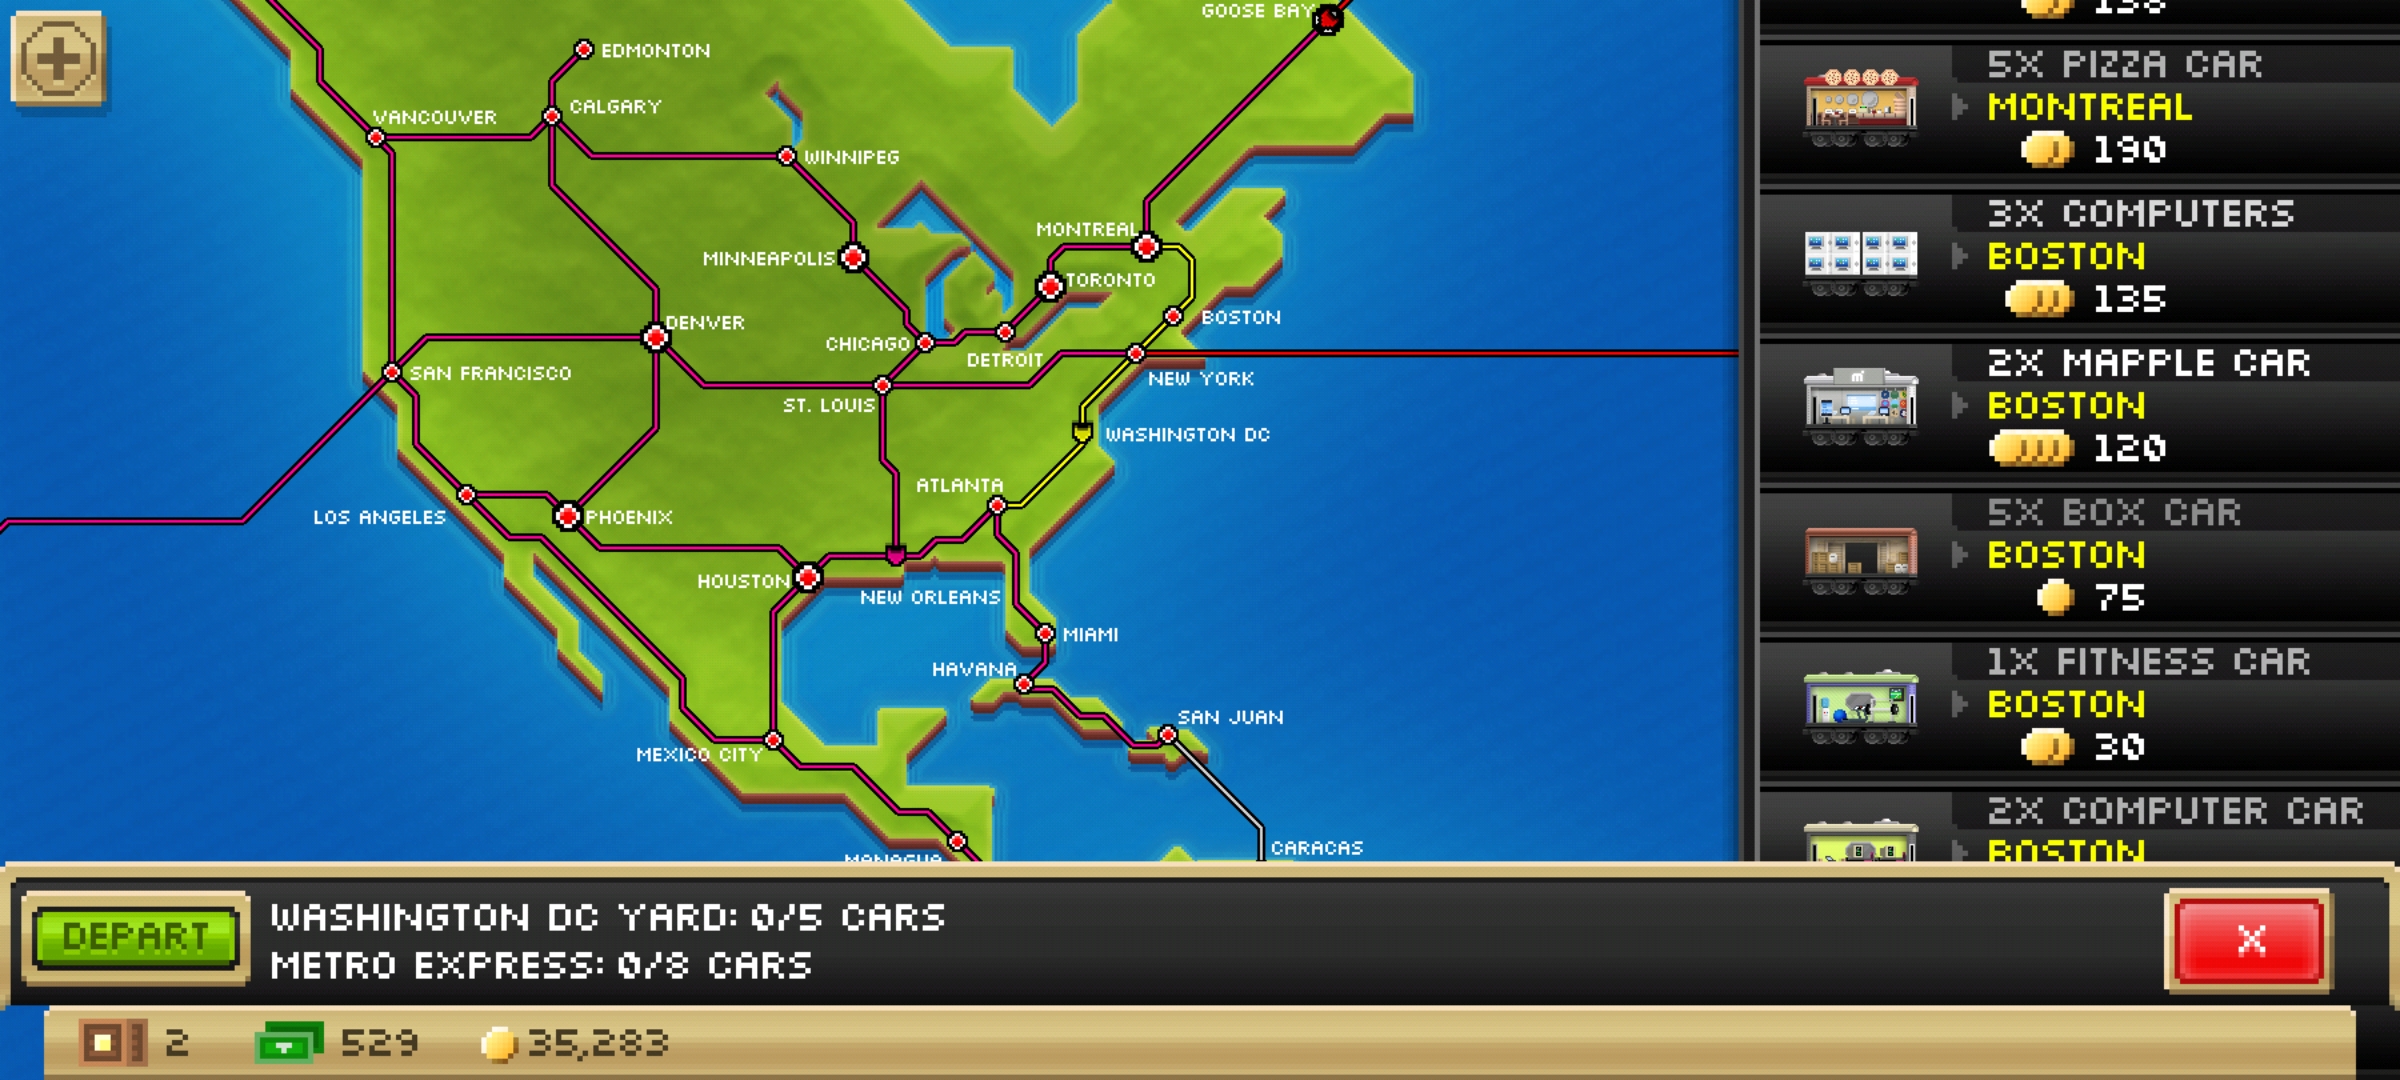 GOOSE BAY
EDMONTON
CALGARY
VANCOUVER
WINNIPEG
MONTREAL
MINNEAPOLIS
TORONTO
BOSTON
DENVER
CHICAGO
DETROIT
SAN FRANCISCO
NEW YORK
ST. LOUIS
WASHINGTON DC
ATLANTA
LOS ANGELES
PHOENIX
HOUSTON
NEW ORLEANS
MIAMI
HAVANA
SAN JUAN
MEXICO CITY
CARACAS
MANAGUA
138
5X PIZZA CAR
MONTREAL
190
3X COMPUTERS
BOSTON
135
2X MAPPLE CAR
BOSTON
120
5X BOX CAR
BOSTON
75
1X FITNESS CAR
BOSTON
30
2X COMPUTER CAR
BOSTON
DEPART
WASHINGTON DC YARD: 0/5 CARS
METRO EXPRESS: 0/8 CARS
X
2
529
35,283